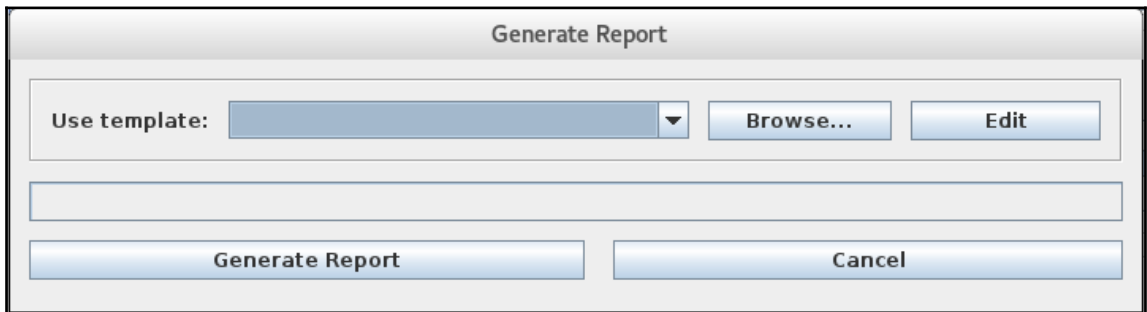 Generate Report
Use template: Browse... Edit
Generate Report Cancel